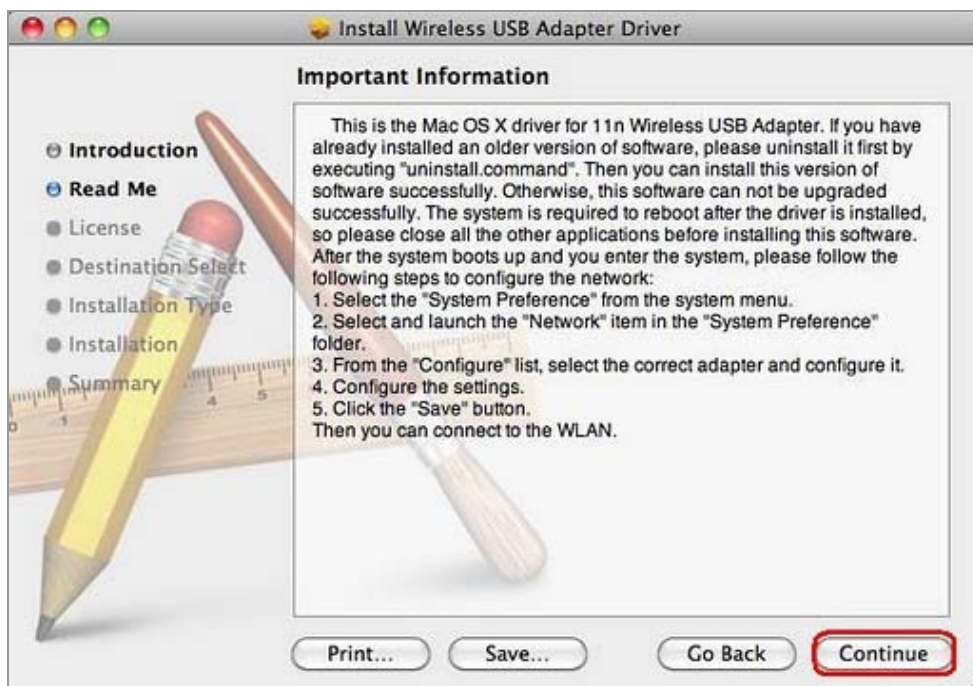 Install Wireless USB Adapter Driver
Important Information
Introduction
Read Me
License
Destination Select
Installation Type
Installation
Summary
This is the Mac OS X driver for 11n Wireless USB Adapter. If you have
already installed an older version of software, please uninstall it first by
executing "uninstall.command". Then you can install this version of
software successfully. Otherwise, this software can not be upgraded
successfully. The system is required to reboot after the driver is installed,
so please close all the other applications before installing this software.
After the system boots up and you enter the system, please follow the
following steps to configure the network:
1. Select the "System Preference" from the system menu.
2. Select and launch the "Network" item in the "System Preference"
folder.
3. From the "Configure" list, select the correct adapter and configure it.
4. Configure the settings.
5. Click the "Save" button.
Then you can connect to the WLAN.
0 1 4 5
Print... Save... Go Back Continue